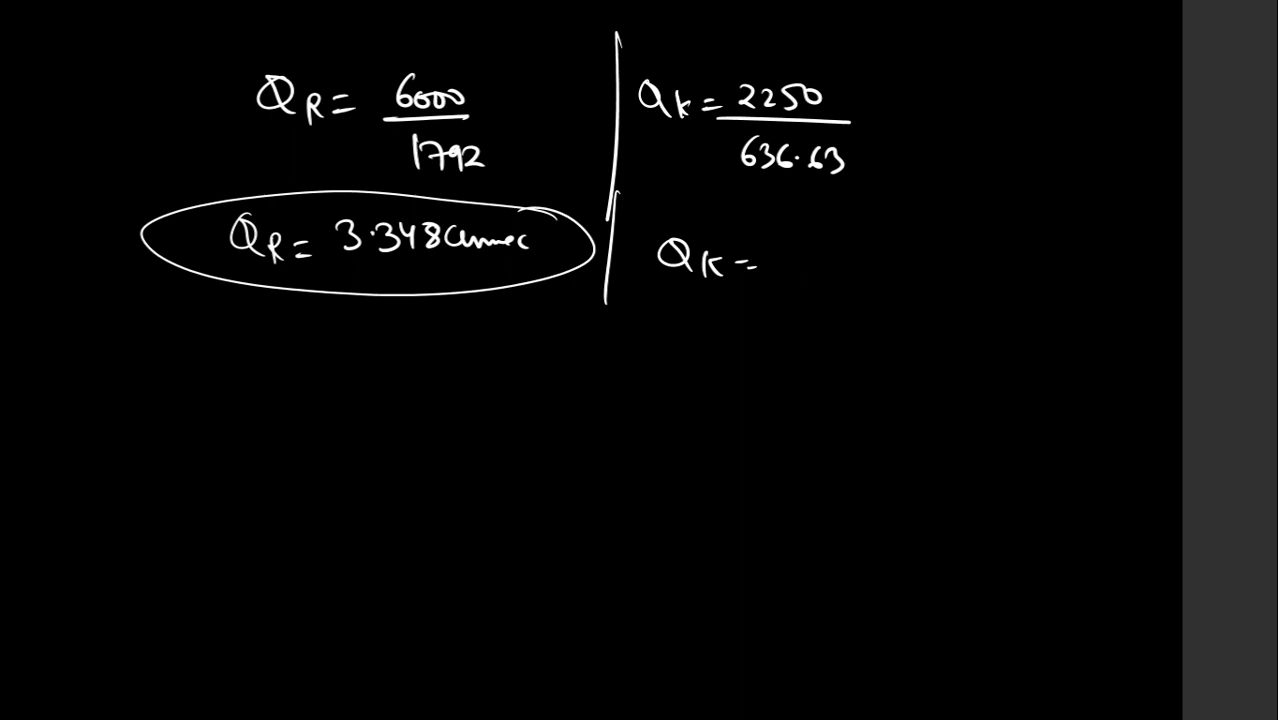 QR = 6000
1792
QR = 3.348 cumec
QK = 2250
636.63
QK =